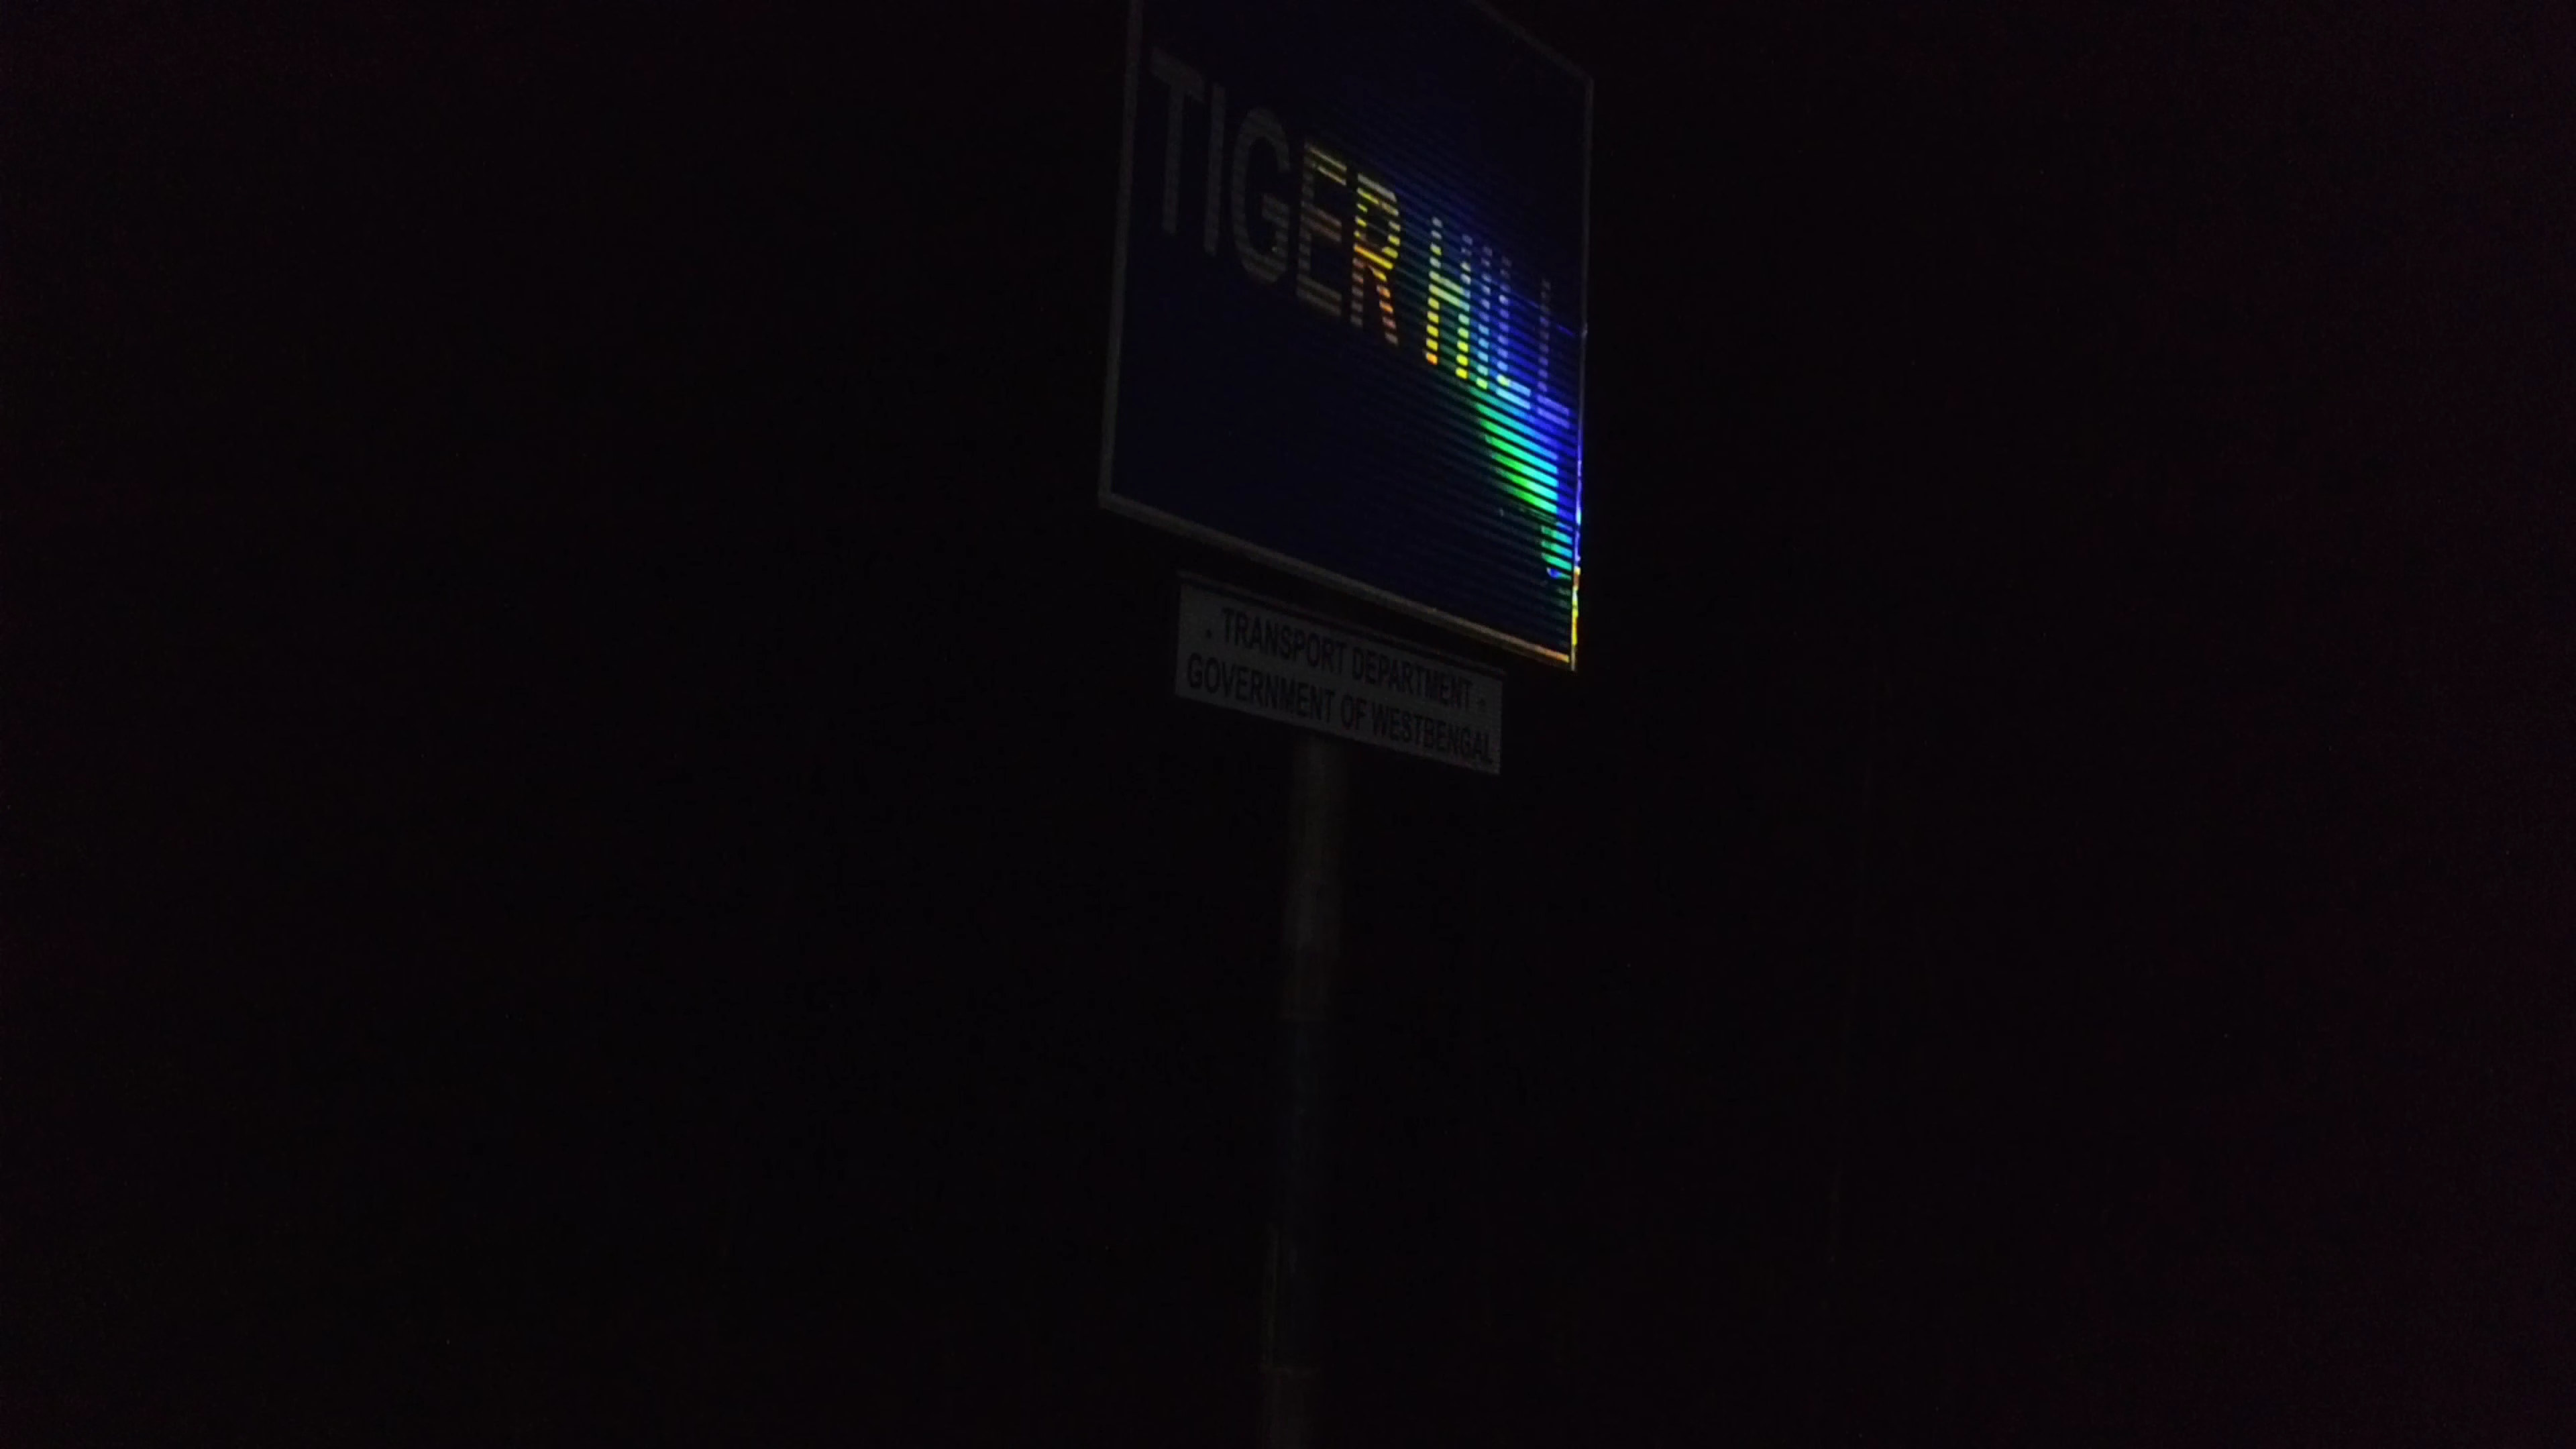 TIGER HILL
. TRANSPORT DEPARTMENT .
GOVERNMENT OF WESTBENGAL